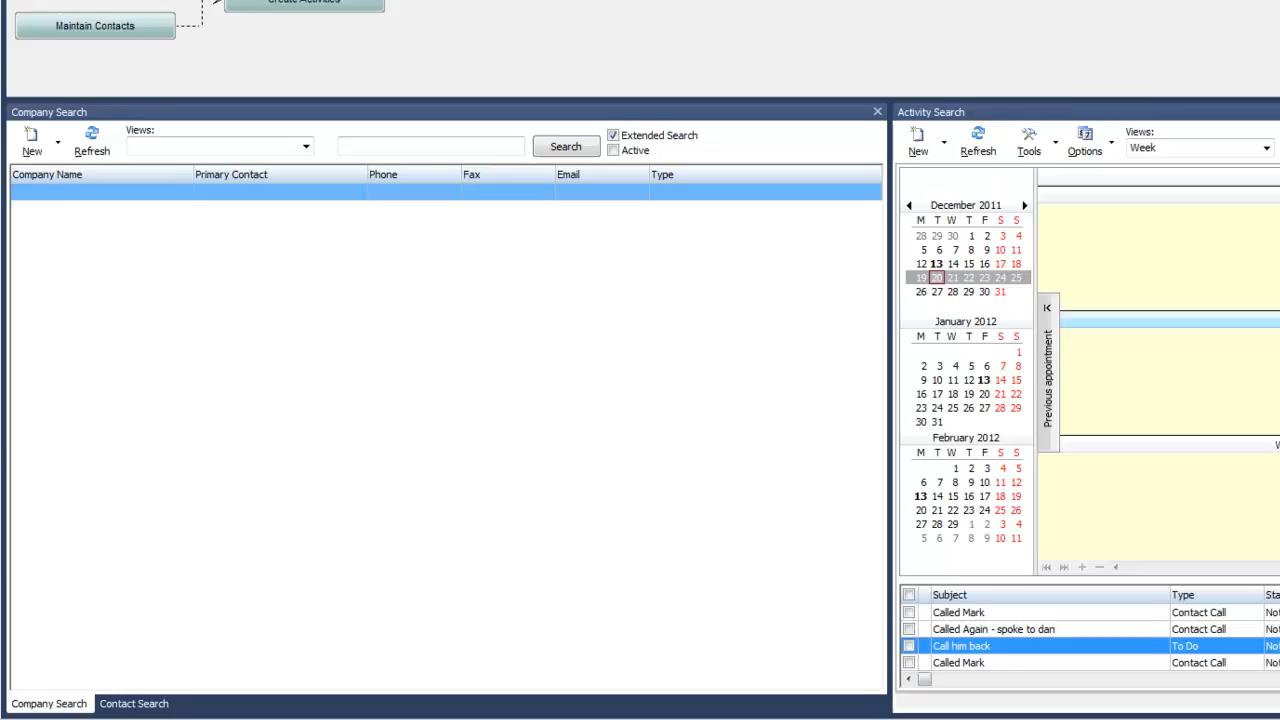 Create Activities
Maintain Contacts
Company Search
New
Refresh
Views:
Search
Extended Search
Active
Company Name Primary Contact Phone Fax Email Type
Company Search Contact Search
Activity Search
New
Refresh
Tools
Options
Views:
Week
December 2011
M T W T F S S
28 29 30 1 2 3 4
5 6 7 8 9 10 11
12 13 14 15 16 17 18
19 20 21 22 23 24 25
26 27 28 29 30 31
January 2012
M T W T F S S
1
2 3 4 5 6 7 8
9 10 11 12 13 14 15
16 17 18 19 20 21 22
23 24 25 26 27 28 29
30 31
February 2012
M T W T F S S
1 2 3 4 5
6 7 8 9 10 11 12
13 14 15 16 17 18 19
20 21 22 23 24 25 26
27 28 29 1 2 3 4
5 6 7 8 9 10 11
Previous appointment
Subject Type Sta
Called Mark Contact Call Not
Called Again - spoke to dan Contact Call Not
Call him back To Do Not
Called Mark Contact Call Not